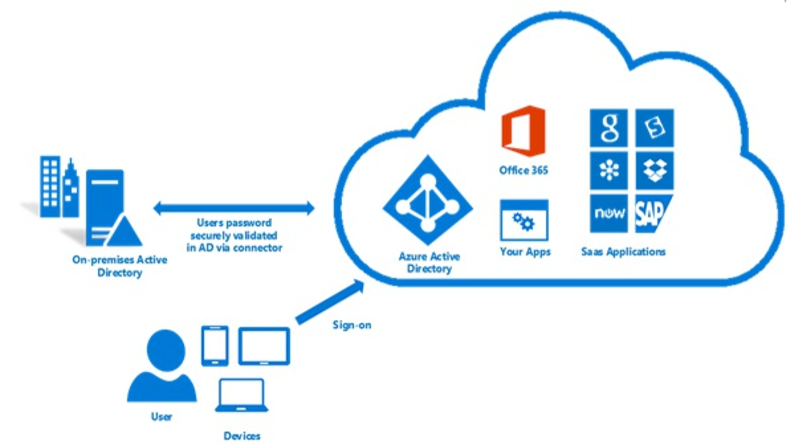 Office 365
g
S
now
SAP
Users password
securely validated
in AD via connector
On-premises Active
Directory
Azure Active
Directory
Your Apps
Saas Applications
Sign-on
User
Devices